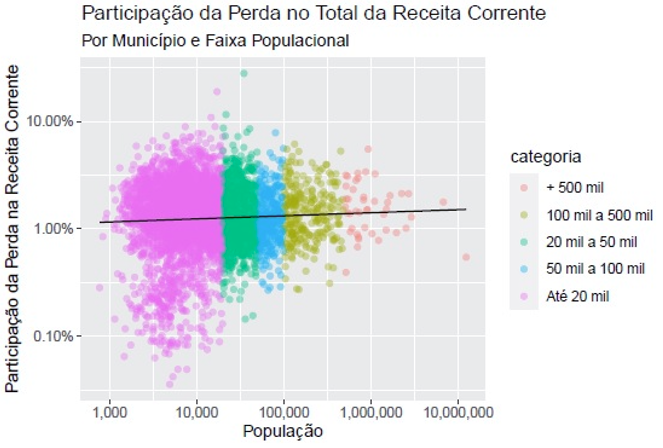 Participação da Perda no Total da Receita Corrente
Por Município e Faixa Populacional
Participação da Perda na Receita Corrente
10.00%
1.00%
0.10%
1,000
10,000
100,000
1,000,000
10,000,000
População
categoria
+ 500 mil
100 mil a 500 mil
20 mil a 50 mil
50 mil a 100 mil
Até 20 mil